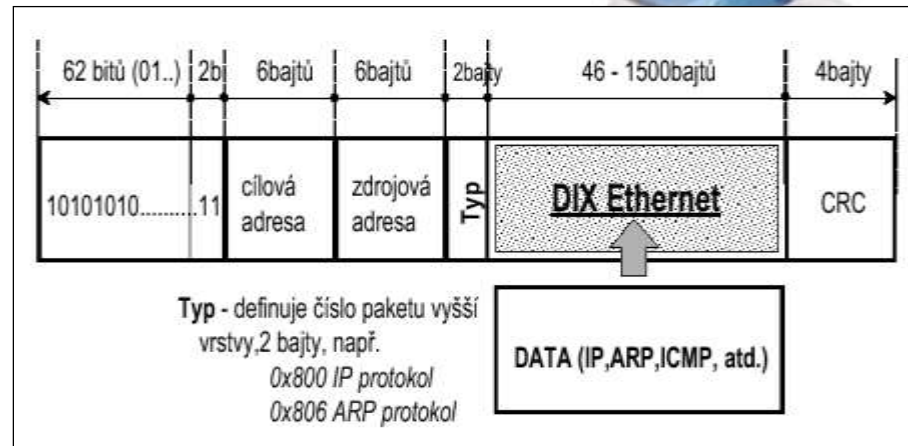 62 bitů (01..) 2b 6bajtů 6bajtů 2bajty 46 - 1500bajtů 4bajty
10101010..........11 cílová adresa zdrojová adresa Typ DIX Ethernet CRC
Typ - definuje číslo paketu vyšší
vrstvy,2 bajty, např.
0x800 IP protokol
0x806 ARP protokol
DATA (IP,ARP,ICMP, atd.)